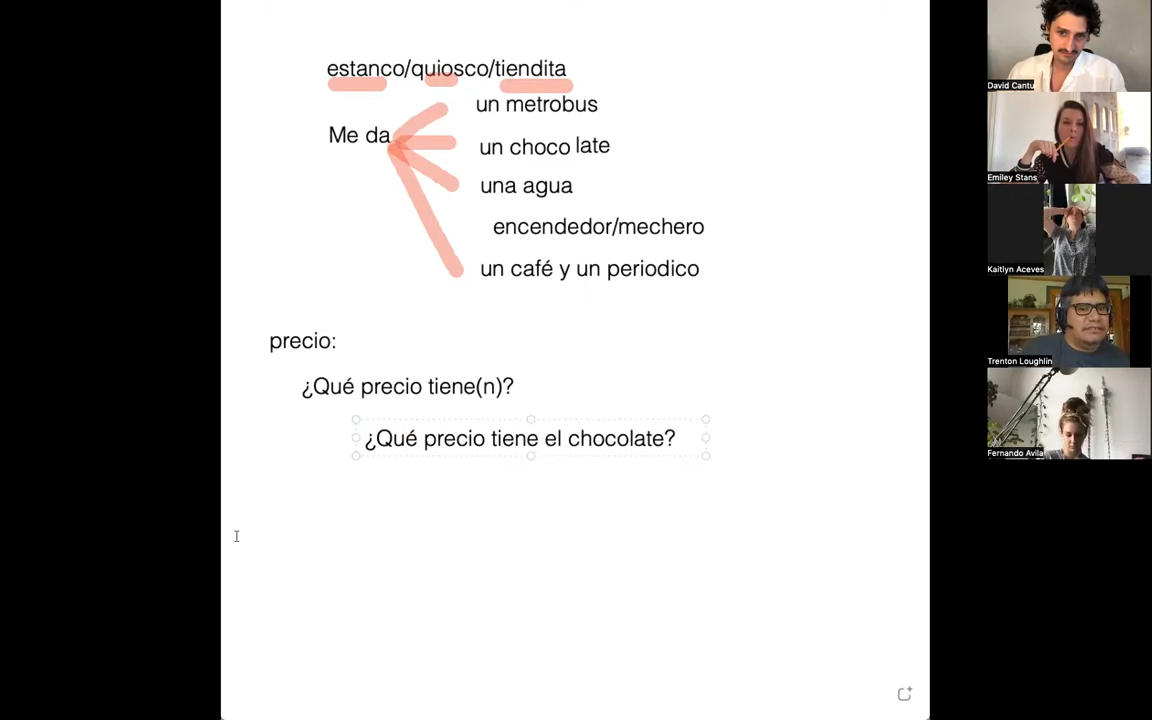 estanco/quiosco/tiendita
un metrobus
Me da
un choco late
una agua
encendedor/mechero
un café y un periodico
precio:
¿Qué precio tiene(n)?
¿Qué precio tiene el chocolate?
David Cantu
Emiley Stans
Kaitlyn Aceves
Trenton Loughlin
Fernando Avila